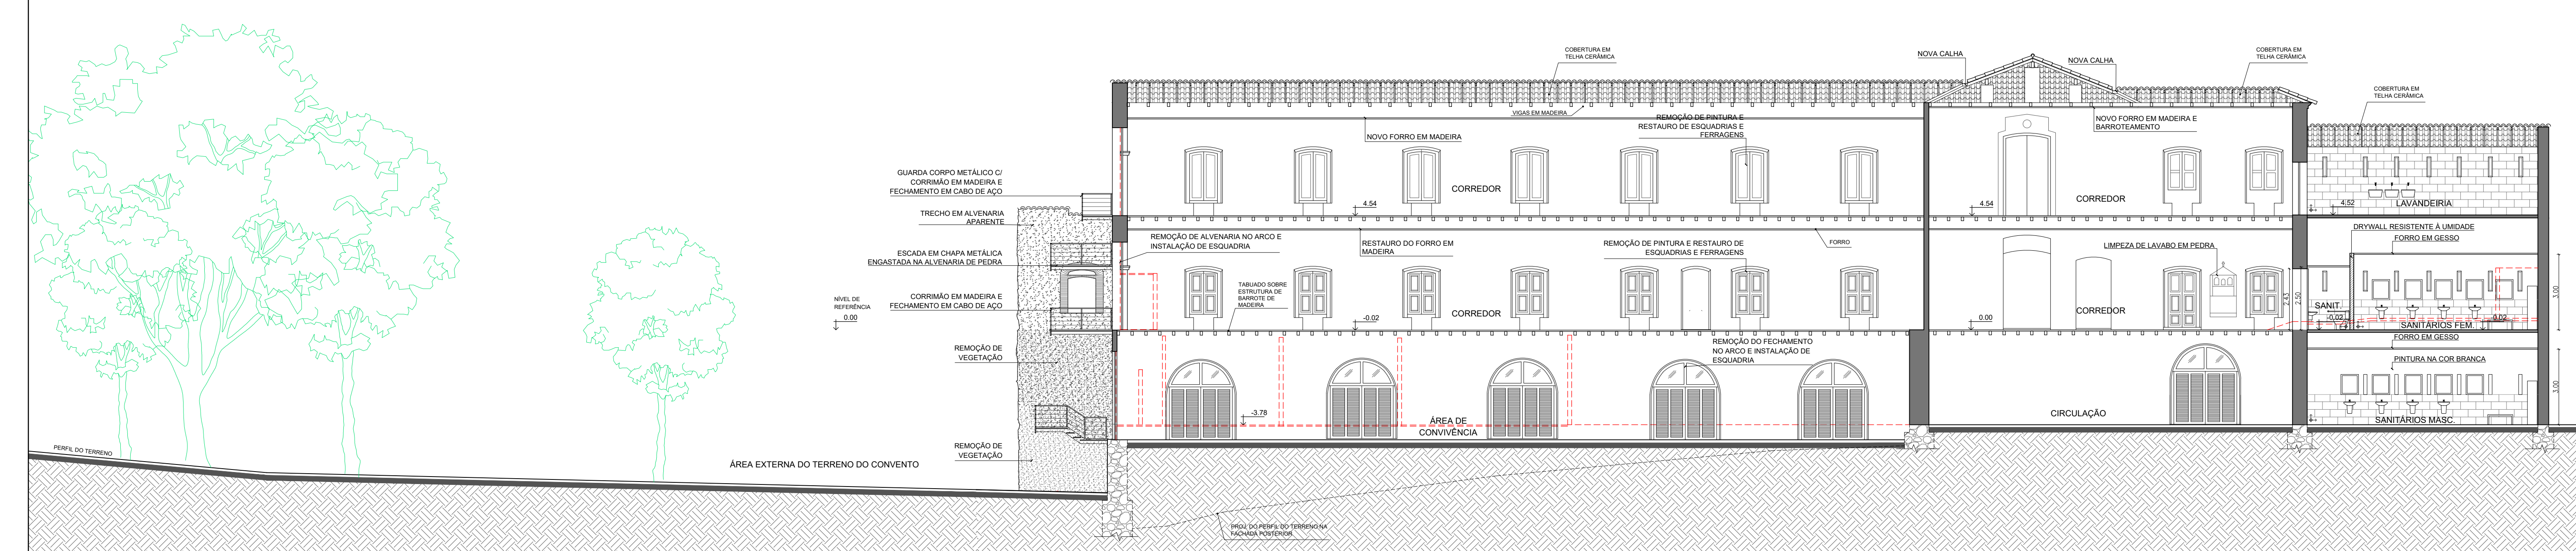 COBERTURA EM
TELHA CERÂMICA
NOVA CALHA
NOVA CALHA
COBERTURA EM
TELHA CERÂMICA
COBERTURA EM
TELHA CERÂMICA
VIGAS EM MADEIRA
REMOÇÃO DE PINTURA E
RESTAURO DE ESQUADRIAS E
FERRAGENS
NOVO FORRO EM MADEIRA
NOVO FORRO EM MADEIRA E
BARROTEAMENTO
GUARDA CORPO METÁLICO C/
CORRIMÃO EM MADEIRA E
FECHAMENTO EM CABO DE AÇO
CORREDOR
CORREDOR
4.54
4.54
4.52
LAVANDEIRIA
TRECHO EM ALVENARIA
APARENTE
REMOÇÃO DE ALVENARIA NO ARCO E
INSTALAÇÃO DE ESQUADRIA
RESTAURO DO FORRO EM
MADEIRA
REMOÇÃO DE PINTURA E RESTAURO DE
ESQUADRIAS E FERRAGENS
FORRO
LIMPEZA DE LAVABO EM PEDRA
DRYWALL RESISTENTE À UMIDADE
FORRO EM GESSO
ESCADA EM CHAPA METÁLICA
ENGASTADA NA ALVENARIA DE PEDRA
CORRIMÃO EM MADEIRA E
FECHAMENTO EM CABO DE AÇO
NÍVEL DE
REFERÊNCIA
0.00
TABUADO SOBRE
ESTRUTURA DE
BARROTE DE
MADEIRA
-0.02
CORREDOR
0.00
CORREDOR
2.43
2.50
SANIT.
-0.02
0.02
SANITÁRIOS FEM.
3.00
FORRO EM GESSO
REMOÇÃO DE
VEGETAÇÃO
REMOÇÃO DO FECHAMENTO
NO ARCO E INSTALAÇÃO DE
ESQUADRIA
PINTURA NA COR BRANCA
3.00
-3.78
ÁREA DE
CONVIVÊNCIA
CIRCULAÇÃO
SANITÁRIOS MASC.
REMOÇÃO DE
VEGETAÇÃO
PERFIL DO TERRENO
ÁREA EXTERNA DO TERRENO DO CONVENTO
PROJ. DO PERFIL DO TERRENO NA
FACHADA POSTERIOR